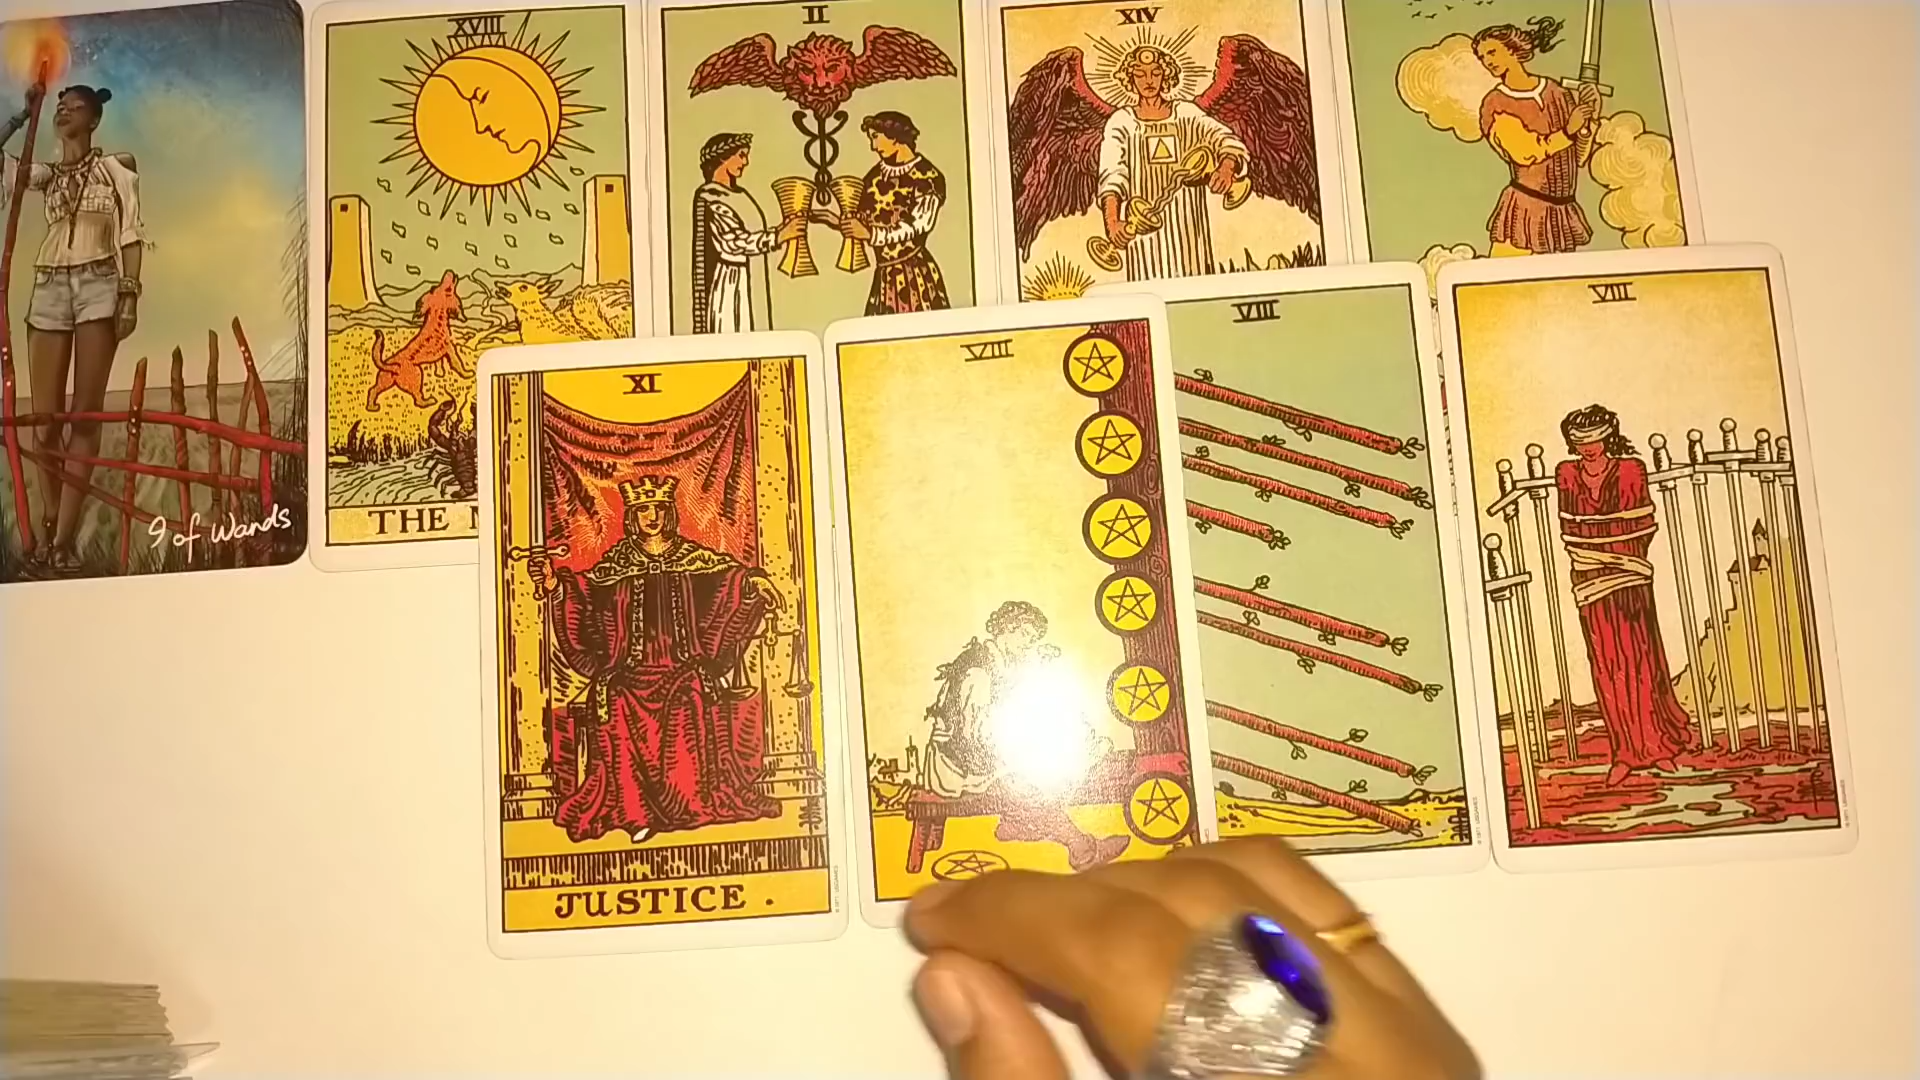 XVIII
II
XIV
9 of Wands
THE
XI
VIII
VIII
VIII
JUSTICE .